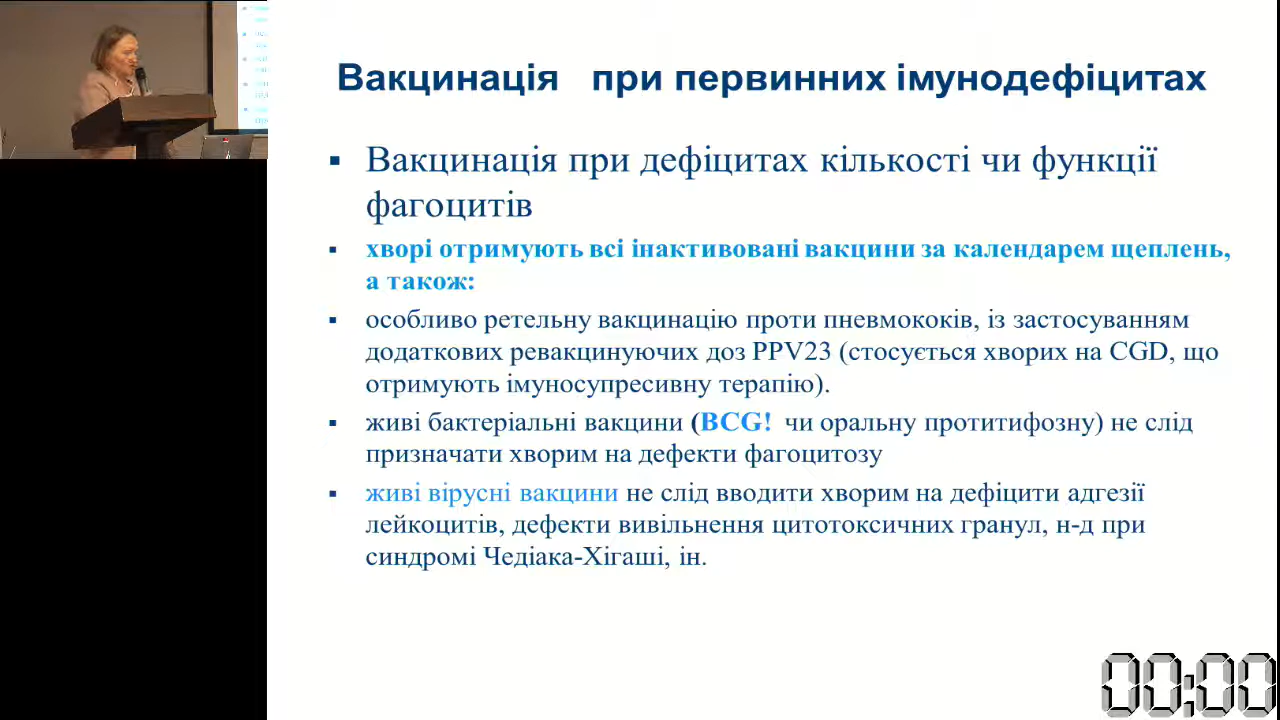 Вакцинація при первинних імунодефіцитах
Вакцинація при дефіцитах кількості чи функції
фагоцитів
хворі отримують всі інактивовані вакцини за календарем щеплень,
а також:
особливо ретельну вакцинацію проти пневмококів, із застосуванням
додаткових ревакцинуючих доз PPV23 (стосується хворих на CGD, що
отримують імуносупресивну терапію).
живі бактеріальні вакцини (BCG! чи оральну протитифозну) не слід
призначати хворим на дефекти фагоцитозу
живі вірусні вакцини не слід вводити хворим на дефіцити адгезії
лейкоцитів, дефекти вивільнення цитотоксичних гранул, н-д при
синдромі Чедіака-Хігаші, ін.
00:00